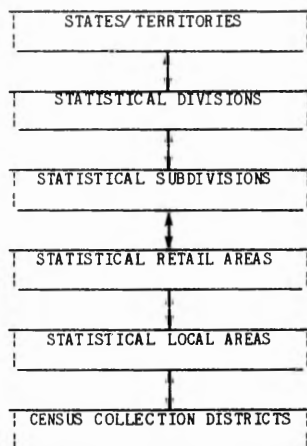 STATES/TERRITORIES
STATISTICAL DIVISIONS
STATISTICAL SUBDIVISIONS
STATISTICAL RETAIL AREAS
STATISTICAL LOCAL AREAS
CENSUS COLLECTION DISTRICTS